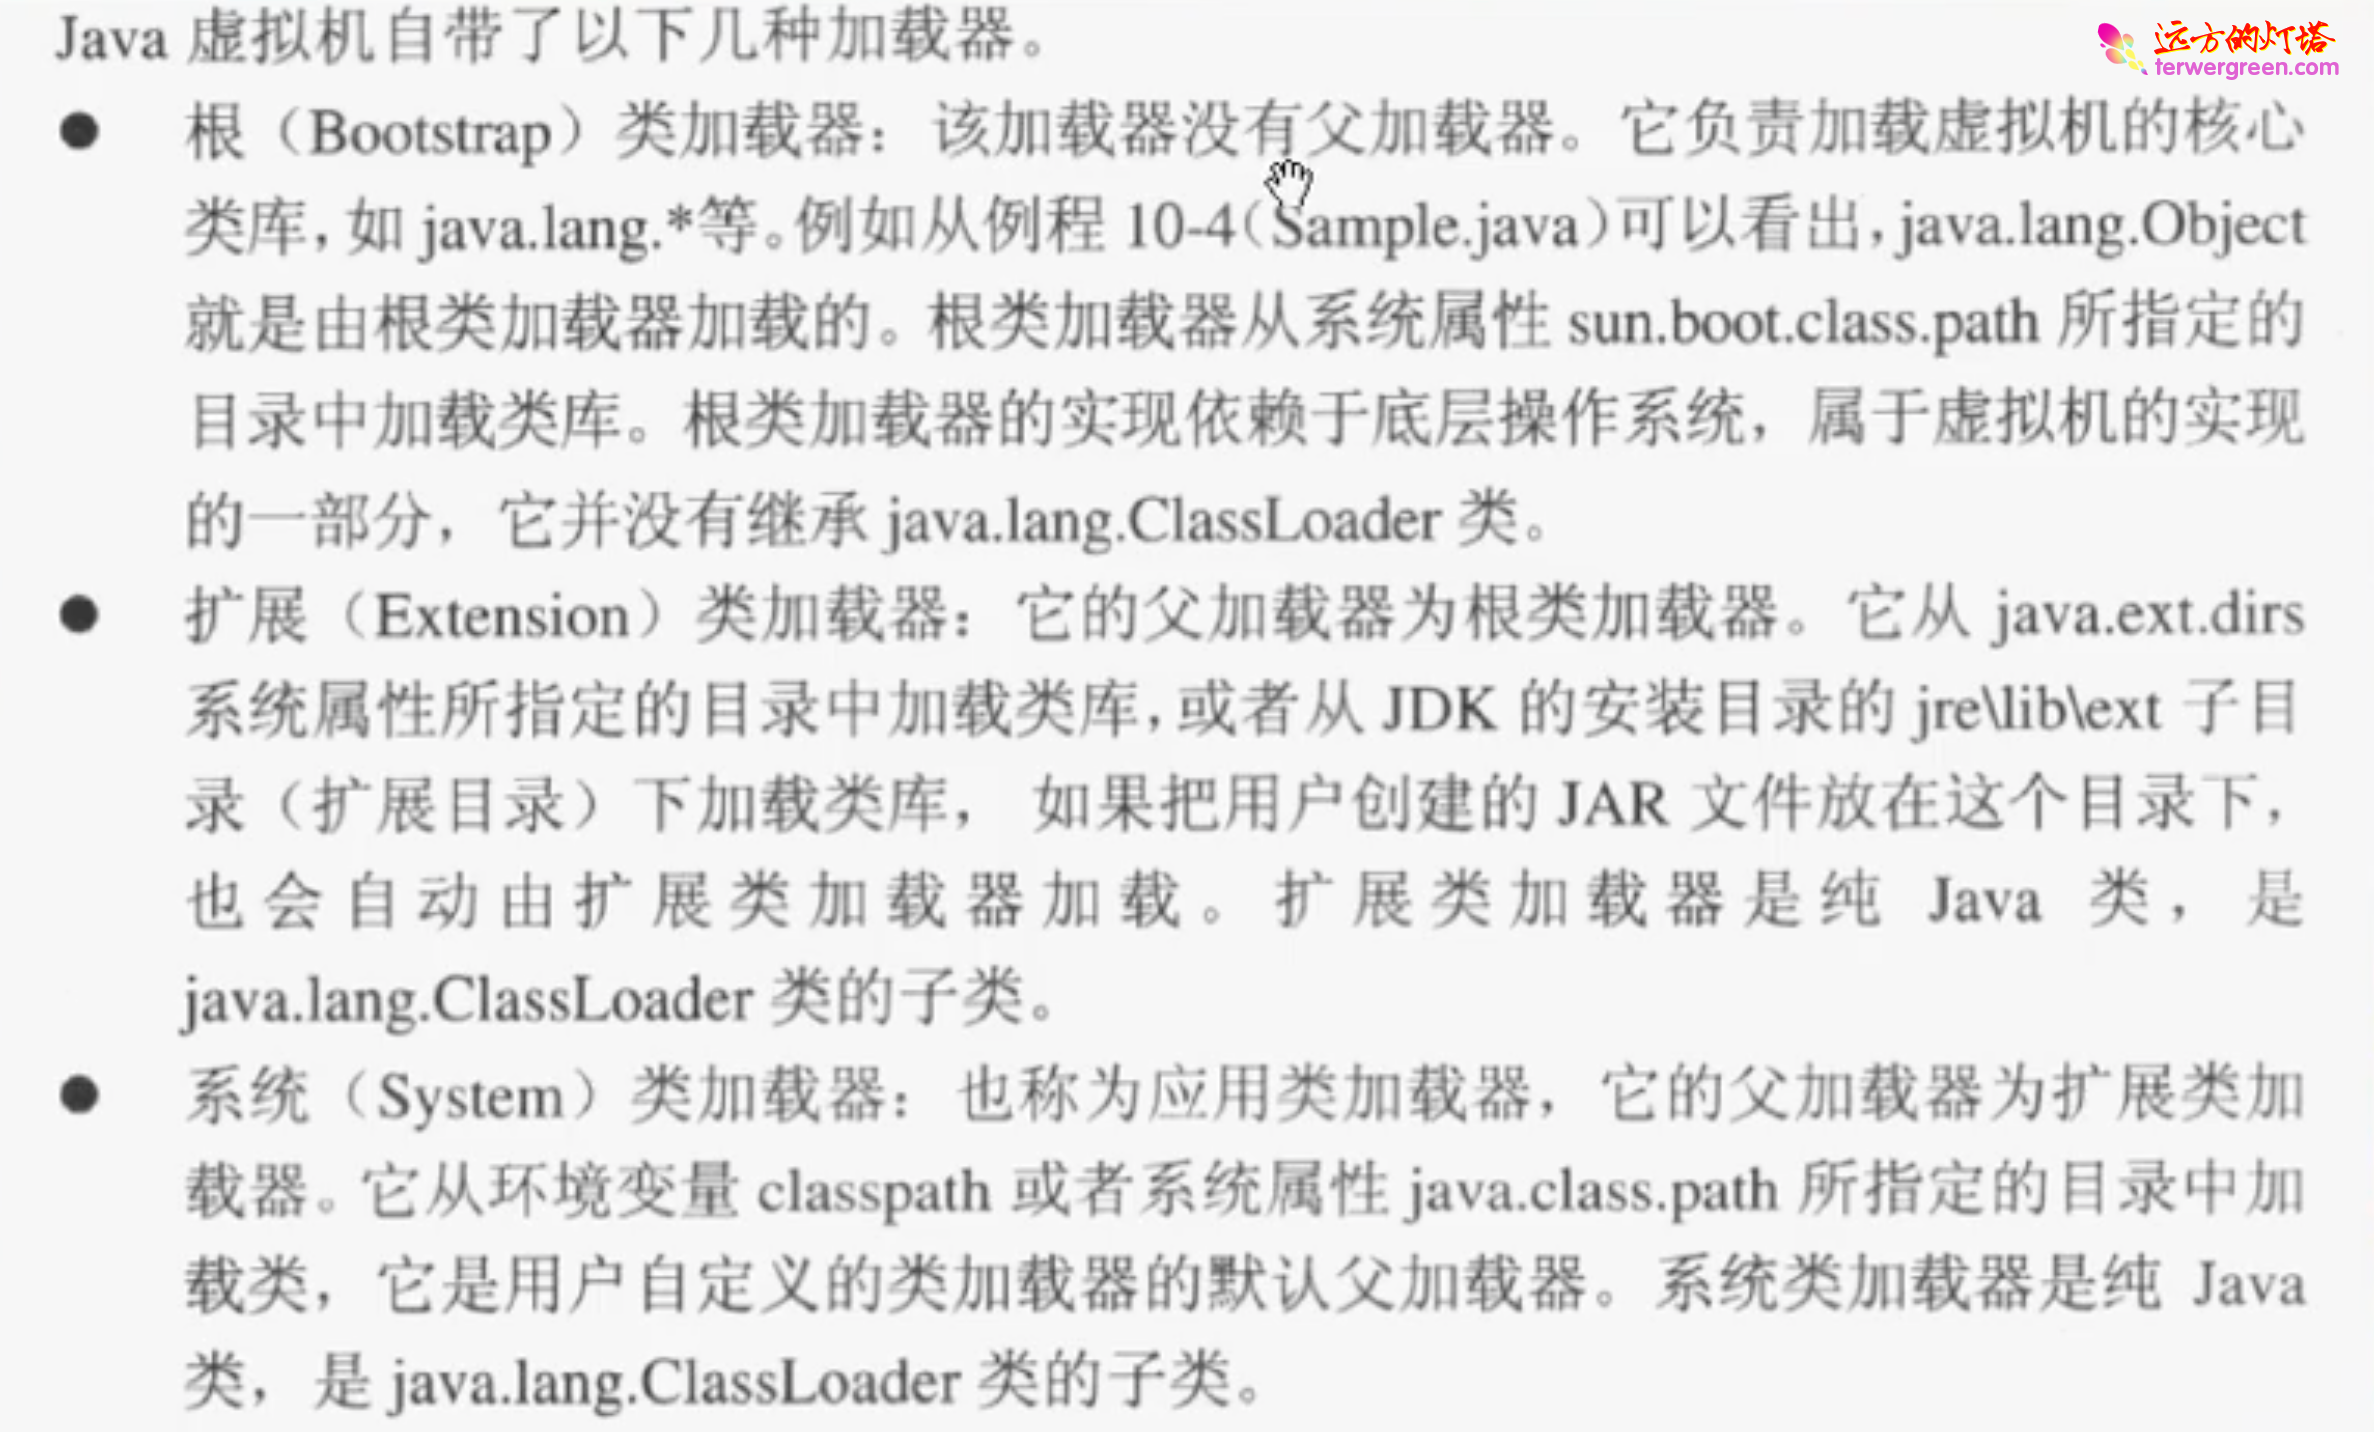 Java 虚拟机自带了以下几种加载器。
远方的灯塔
terwergreen.com
● 根（Bootstrap）类加载器：该加载器没有父加载器。它负责加载虚拟机的核心
类库，如 java.lang.*等。例如从例程 10-4（Sample.java）可以看出，java.lang.Object
就是由根类加载器加载的。根类加载器从系统属性 sun.boot.class.path 所指定的
目录中加载类库。根类加载器的实现依赖于底层操作系统，属于虚拟机的实现
的一部分，它并没有继承 java.lang.ClassLoader 类。
● 扩展（Extension）类加载器：它的父加载器为根类加载器。它从 java.ext.dirs
系统属性所指定的目录中加载类库，或者从 JDK 的安装目录的 jre\lib\ext 子目
录（扩展目录）下加载类库， 如果把用户创建的 JAR 文件放在这个目录下，
也会自动由扩展类加载器加载。扩展类加载器是纯 Java 类，是
java.lang.ClassLoader 类的子类。
● 系统（System）类加载器：也称为应用类加载器，它的父加载器为扩展类加
载器。它从环境变量 classpath 或者系统属性 java.class.path 所指定的目录中加
载类，它是用户自定义的类加载器的默认父加载器。系统类加载器是纯 Java
类，是 java.lang.ClassLoader 类的子类。